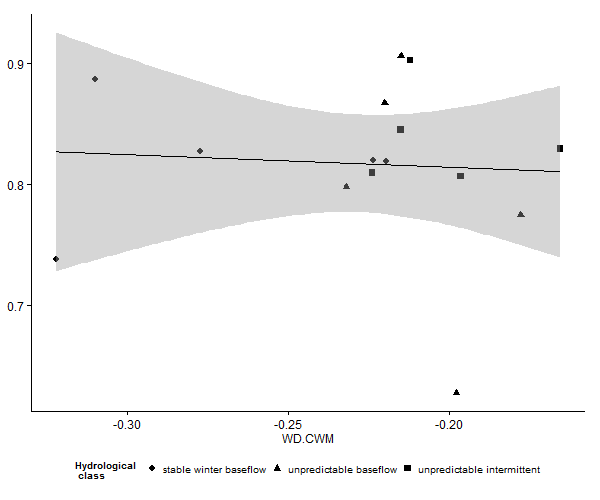 0.9
0.8
0.7
-0.30 -0.25 -0.20
WD.CWM
Hydrological
class
stable winter baseflow unpredictable baseflow unpredictable intermittent